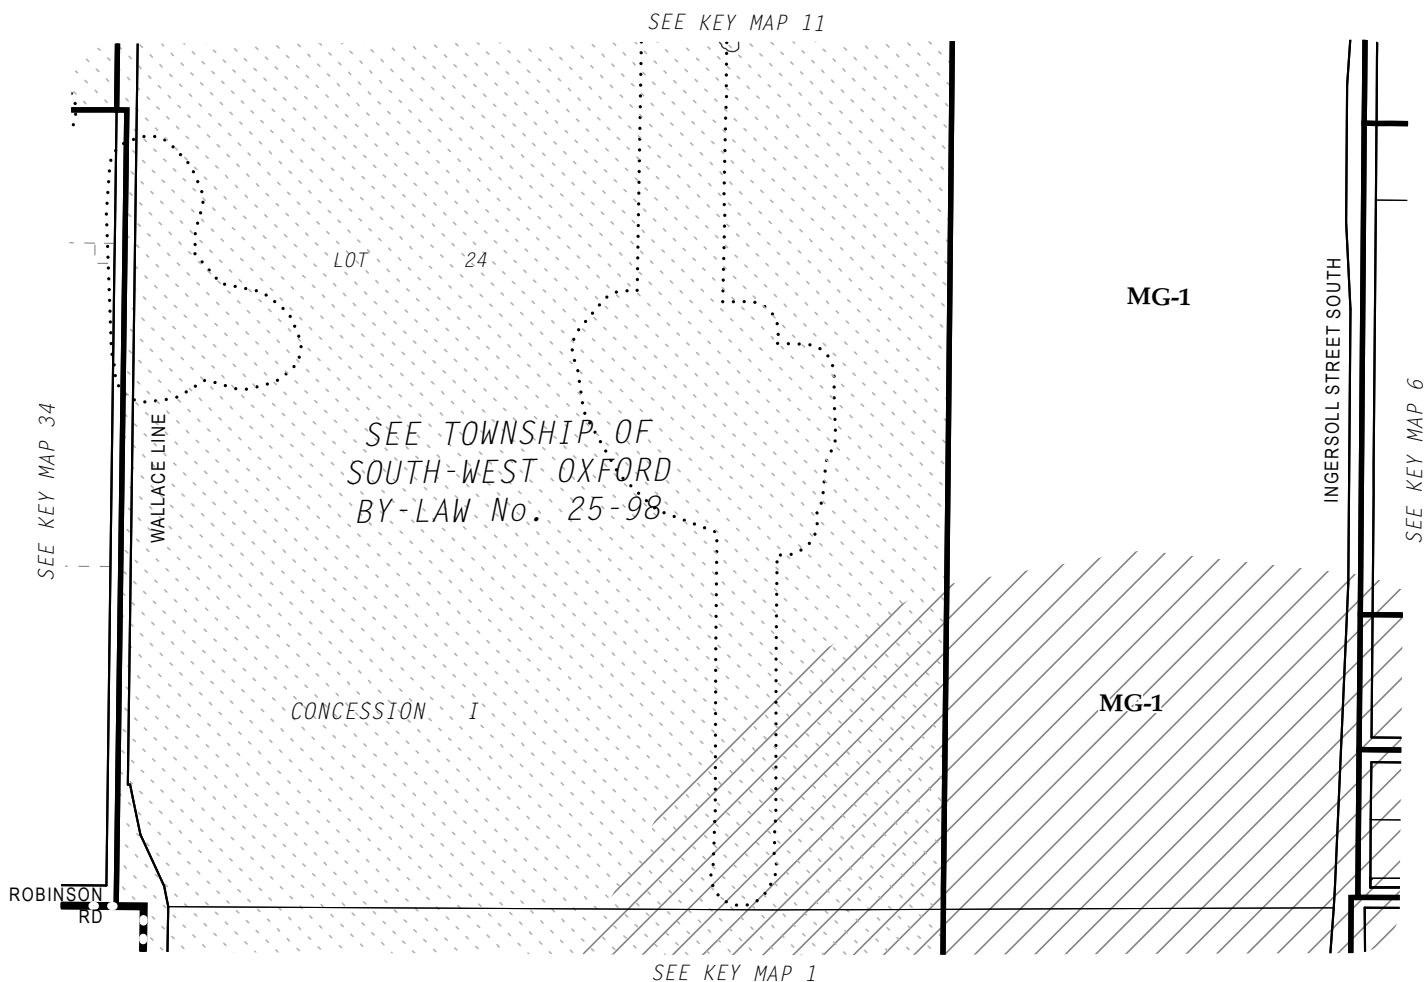 SEE KEY MAP 11
LOT 24
MG-1
INGERSOLL STREET SOUTH
SEE KEY MAP 6
SEE KEY MAP 34
WALLACE LINE
SEE TOWNSHIP OF
SOUTH-WEST OXFORD
BY-LAW No. 25-98
CONCESSION I
MG-1
ROBINSON
RD
SEE KEY MAP 1